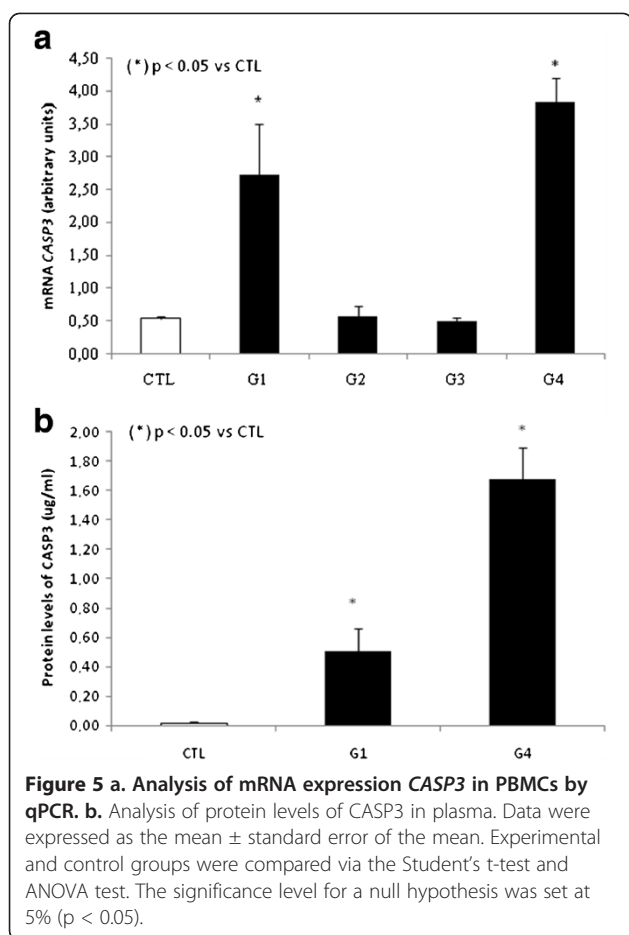 a
(*) p < 0.05 vs CTL
mRNA CASP3 (arbitrary units)
4,50
4,00
3,50
3,00
2,50
2,00
1,50
1,00
0,50
0,00
*
*
CTL G1 G2 G3 G4
b
(*) p < 0.05 vs CTL
Protein levels of CASP3 (ug/ml)
2,00
1,80
1,60
1,40
1,20
1,00
0,80
0,60
0,40
0,20
0,00
*
*
CTL G1 G4
Figure 5 a. Analysis of mRNA expression CASP3 in PBMCs by
qPCR. b. Analysis of protein levels of CASP3 in plasma. Data were
expressed as the mean ± standard error of the mean. Experimental
and control groups were compared via the Student's t-test and
ANOVA test. The significance level for a null hypothesis was set at
5% (p < 0.05).